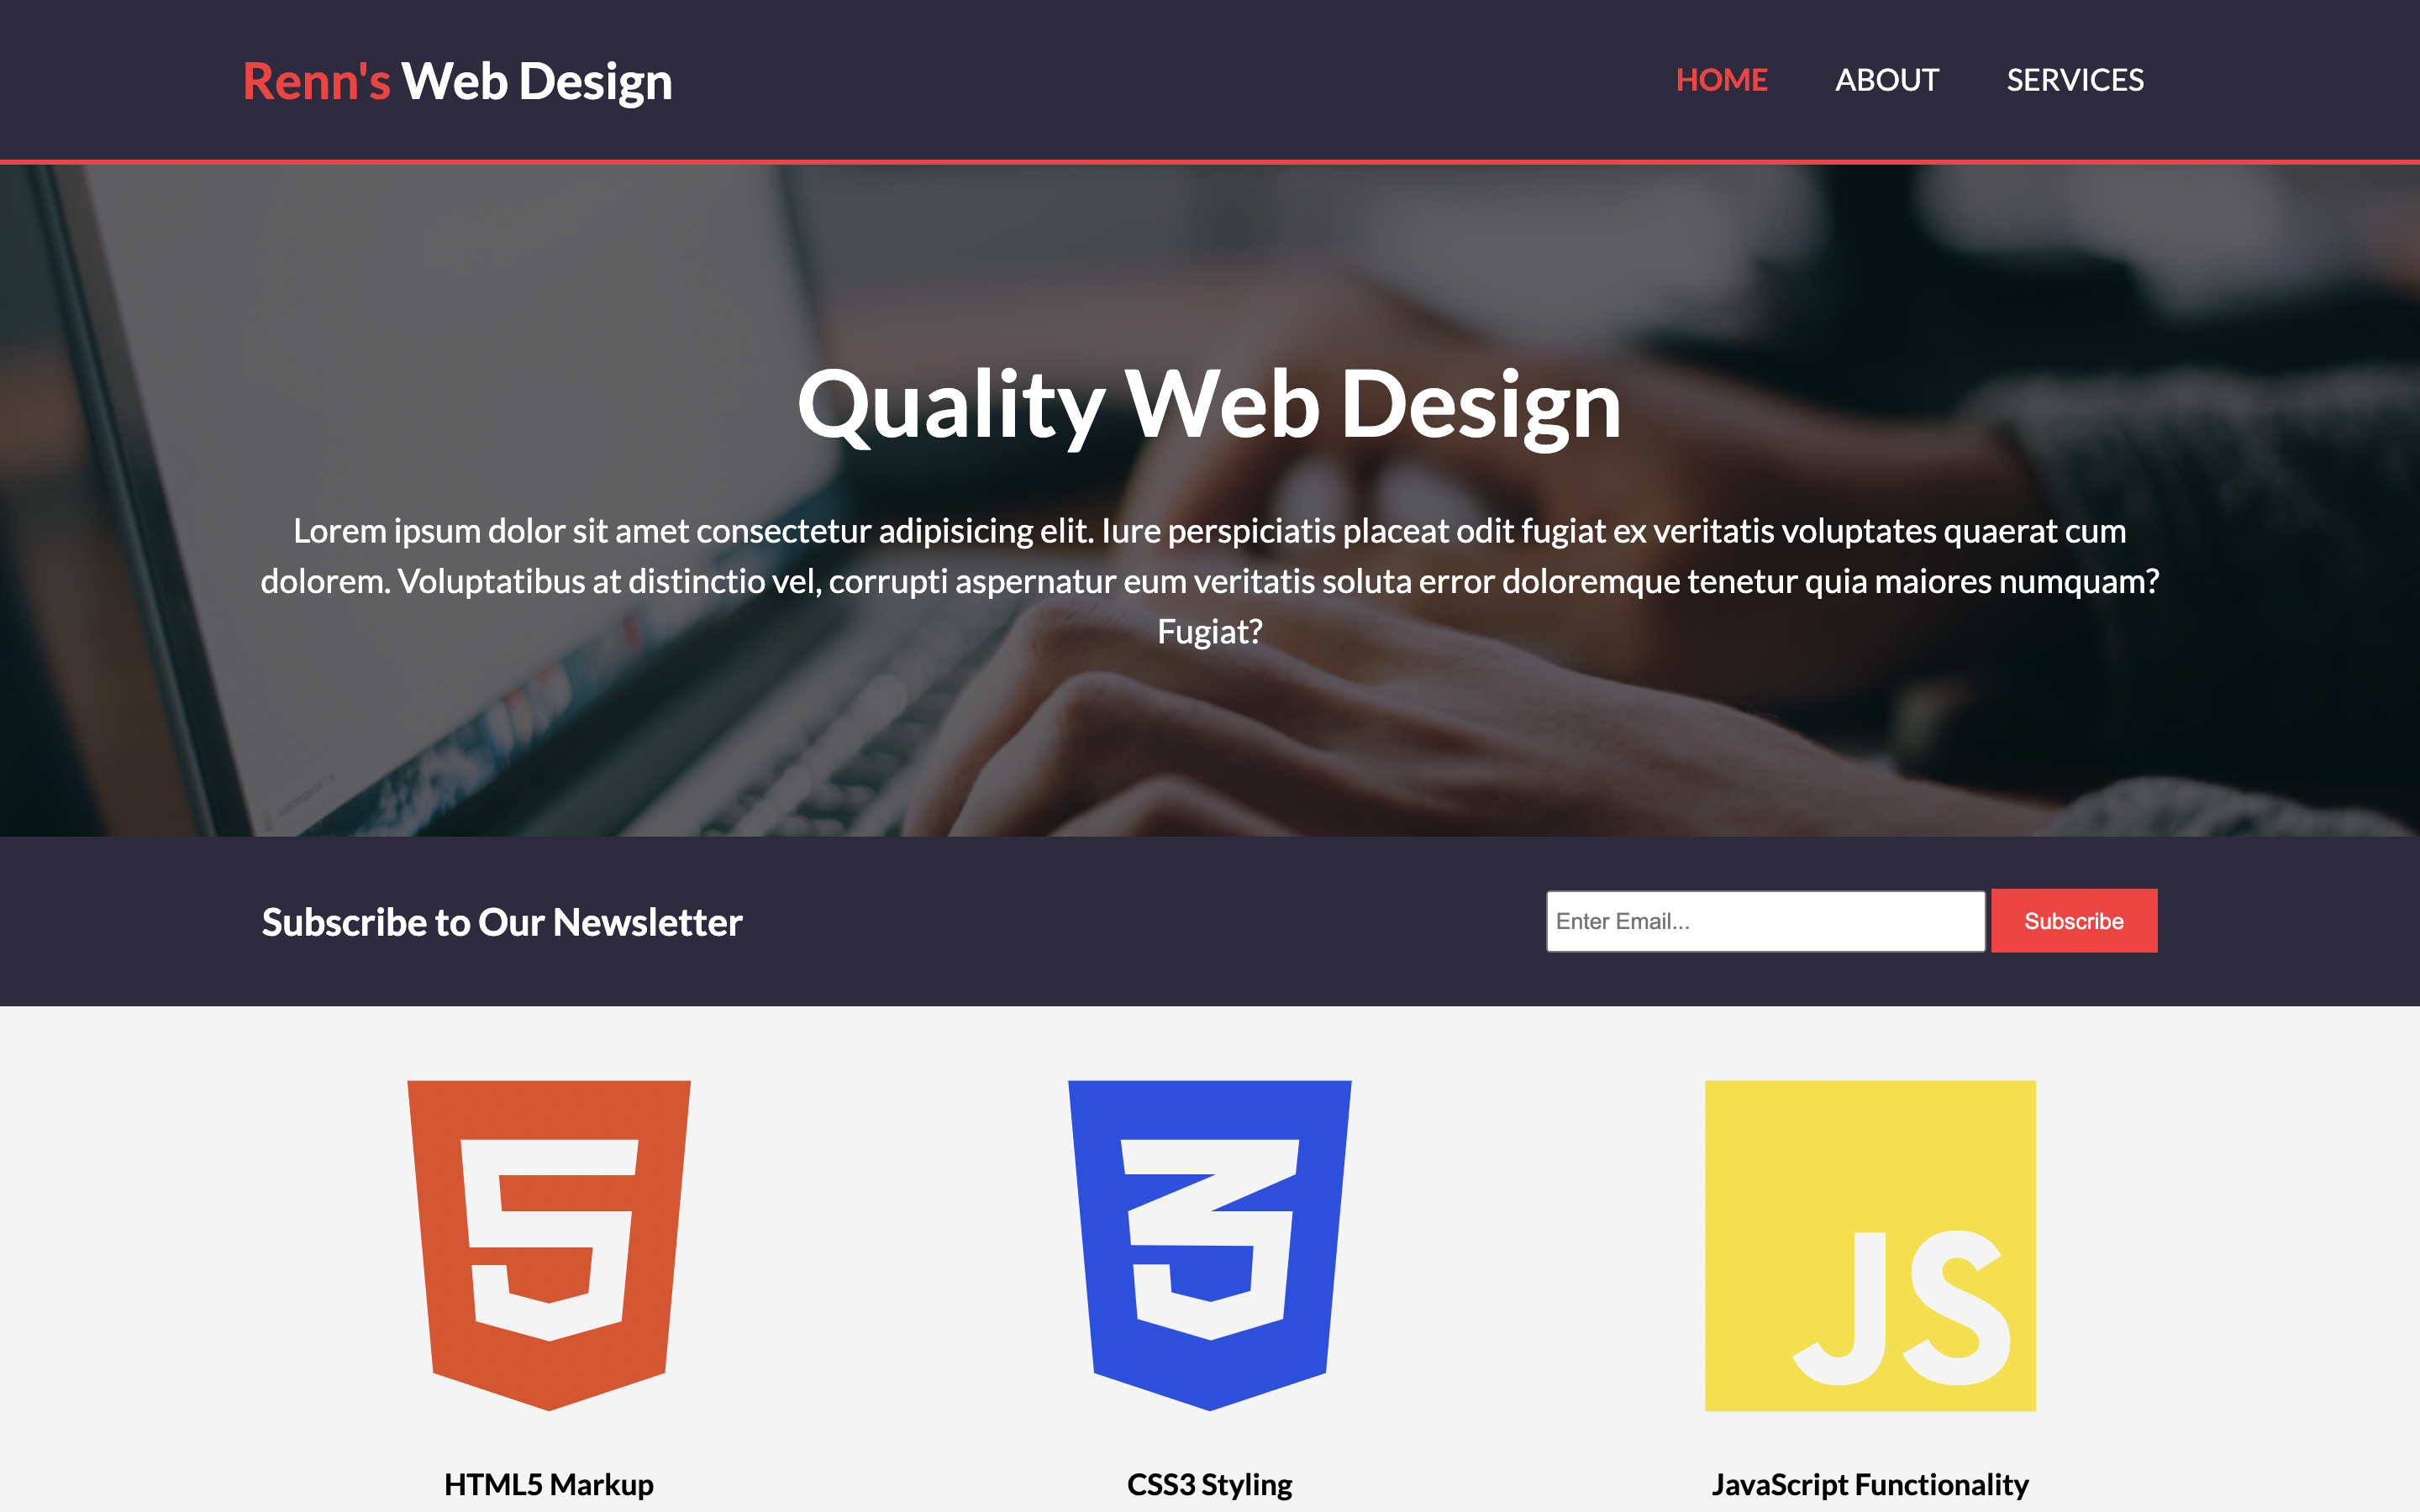 Renn's Web Design
HOME ABOUT SERVICES
Quality Web Design
Lorem ipsum dolor sit amet consectetur adipisicing elit. Iure perspiciatis placeat odit fugiat ex veritatis voluptates quaerat cum
dolorem. Voluptatibus at distinctio vel, corrupti aspernatur eum veritatis soluta error doloremque tenetur quia maiores numquam?
Fugiat?
Subscribe to Our Newsletter
Enter Email...
Subscribe
5
3
JS
HTML5 Markup
CSS3 Styling
JavaScript Functionality